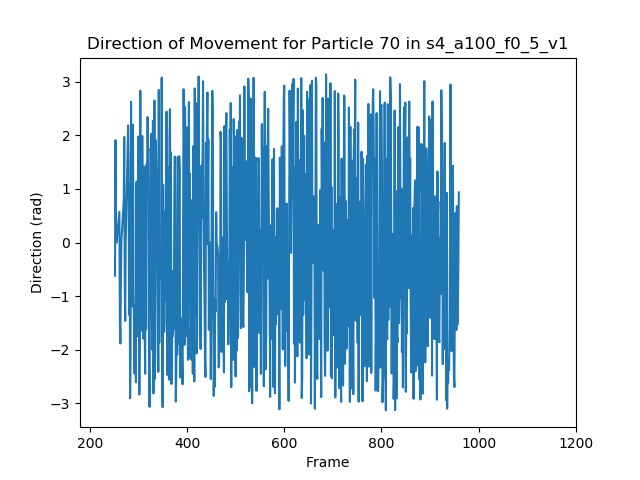 Direction of Movement for Particle 70 in s4_a100_f0_5_v1
3
2
1
0
−1
−2
−3
Direction (rad)
200 400 600 800 1000 1200
Frame